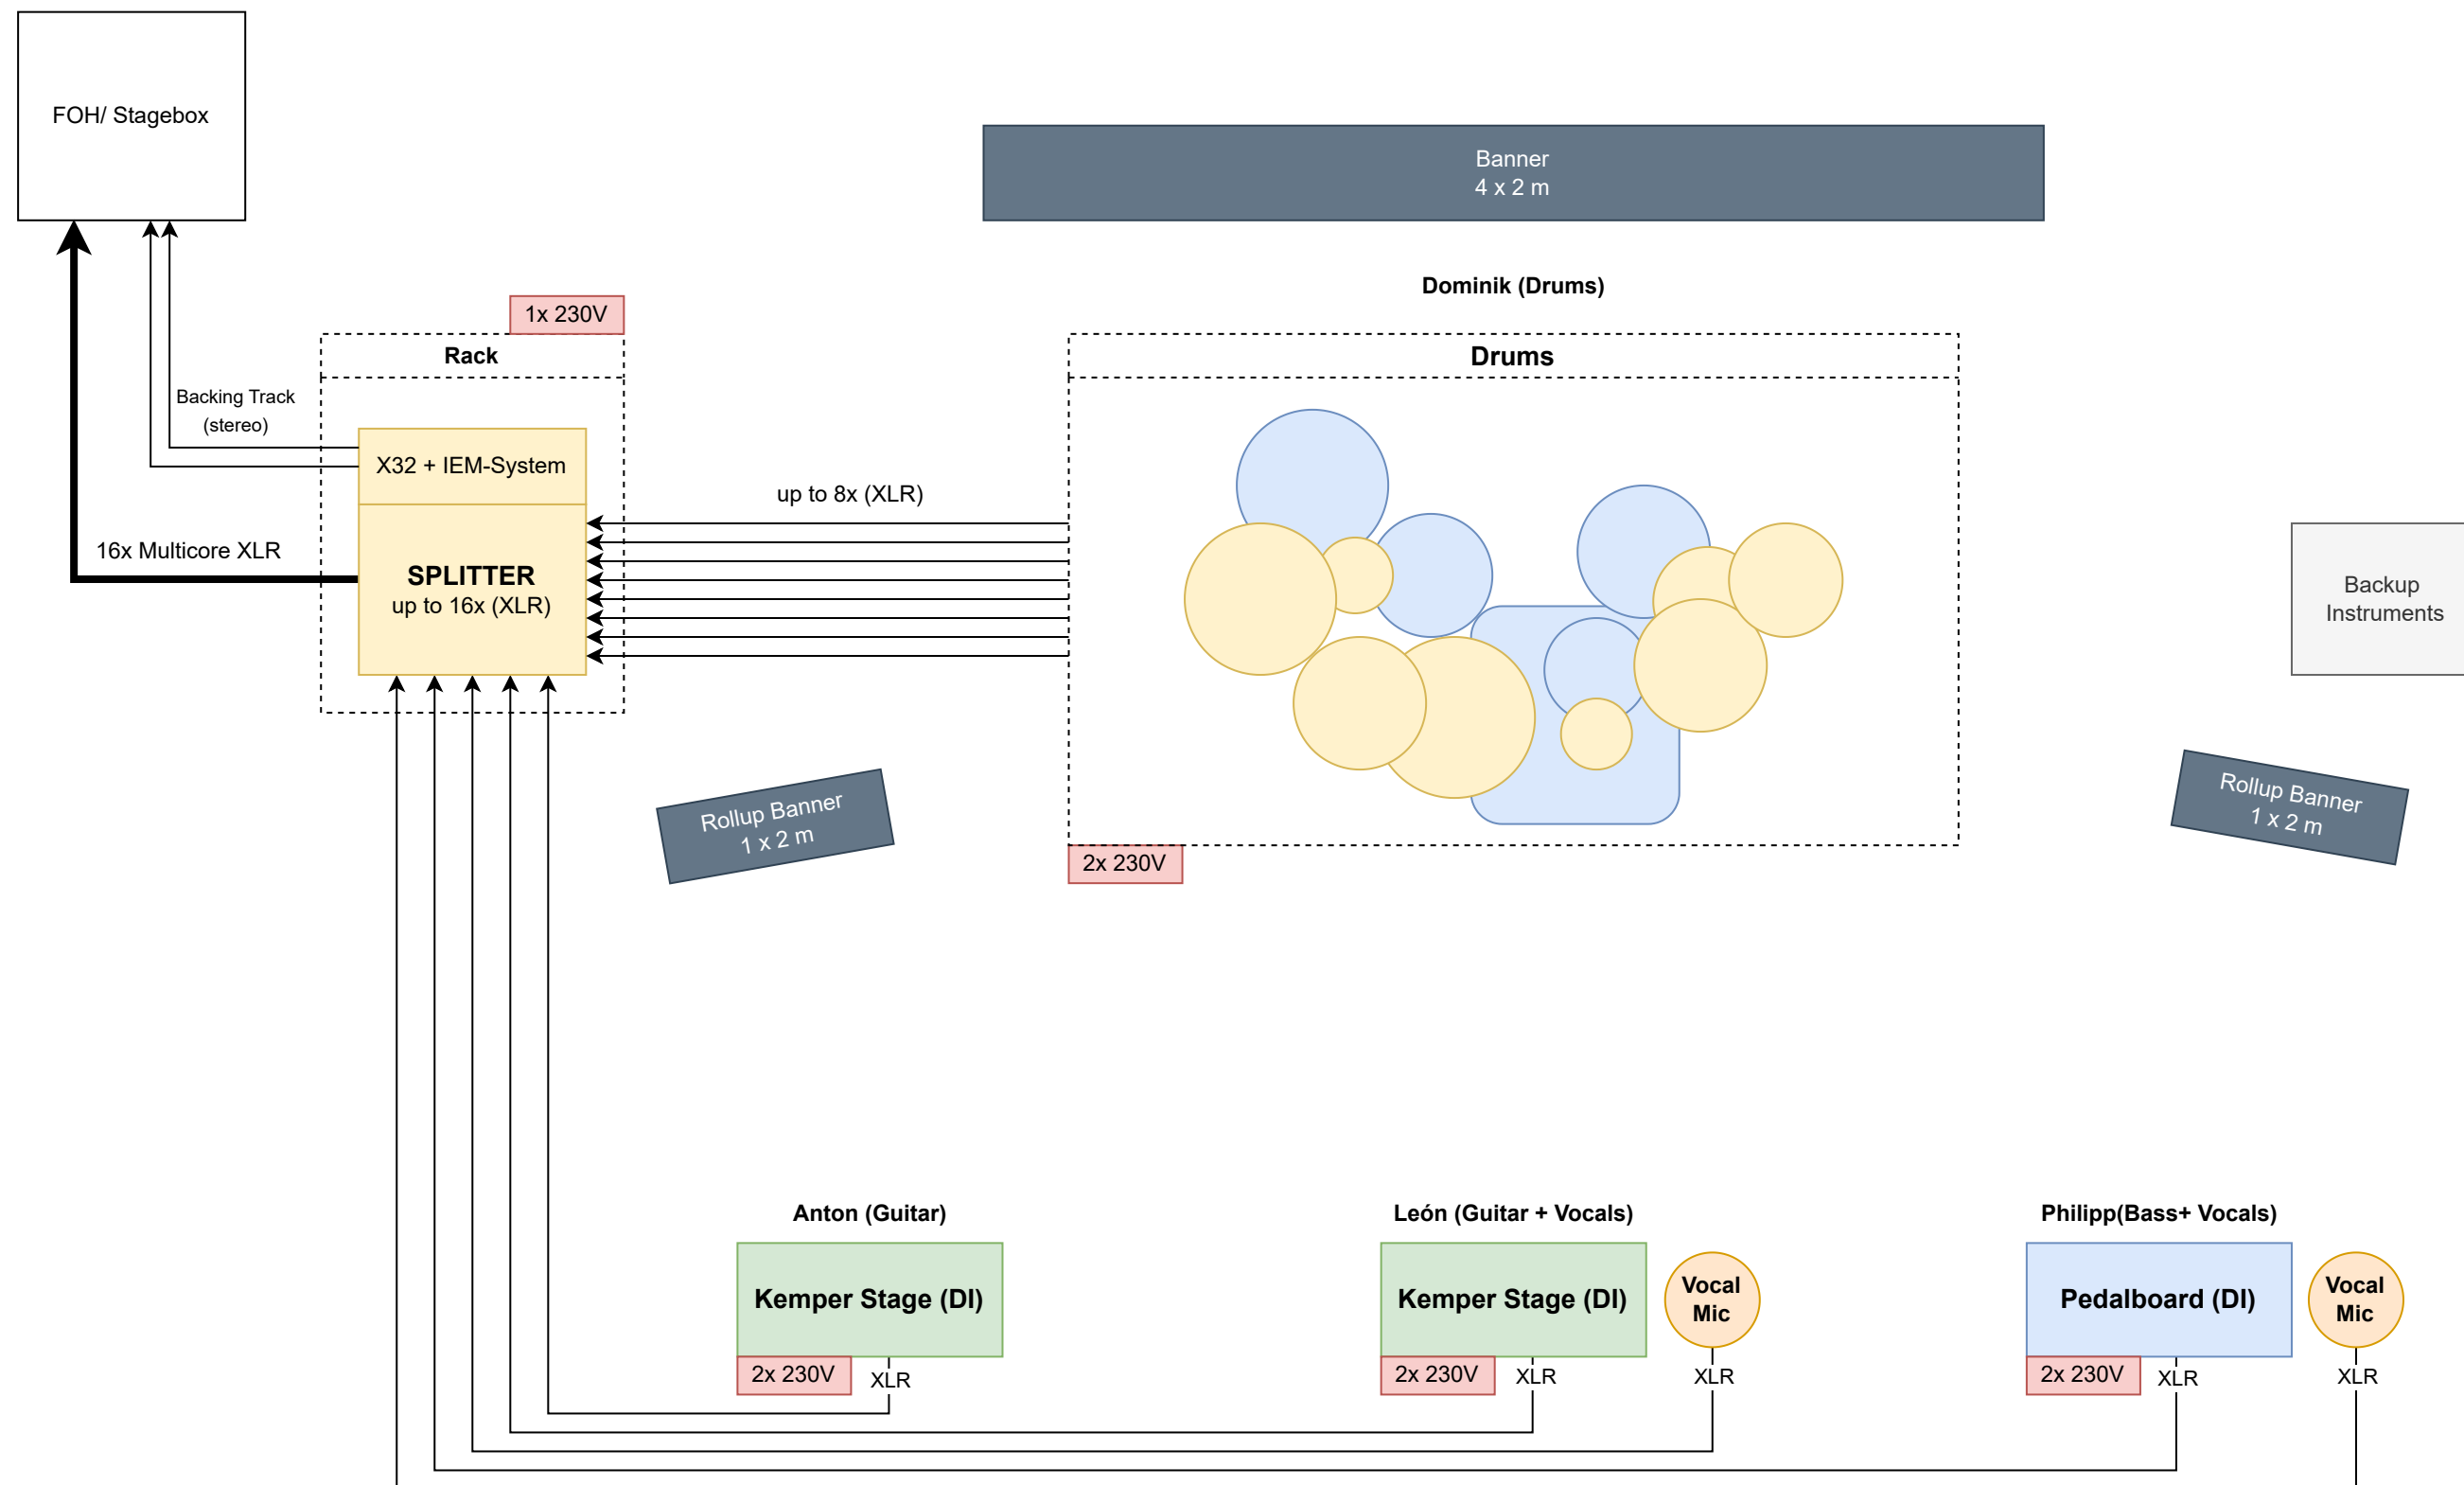 FOH/ Stagebox
Banner
4 x 2 m
Dominik (Drums)
1x 230V
Rack
Drums
Backing Track
(stereo)
X32 + IEM-System
up to 8x (XLR)
16x Multicore XLR
SPLITTER
up to 16x (XLR)
Backup
Instruments
Rollup Banner
1 x 2 m
Rollup Banner
1 x 2 m
2x 230V
Anton (Guitar)
León (Guitar + Vocals)
Philipp(Bass+ Vocals)
Kemper Stage (DI)
Kemper Stage (DI)
Vocal
Mic
Pedalboard (DI)
Vocal
Mic
2x 230V
XLR
2x 230V
XLR
XLR
2x 230V
XLR
XLR